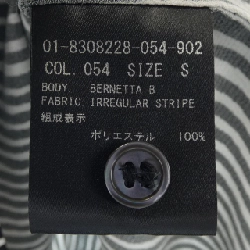 01-8308228-054-902
COL. 054 SIZE S
BODY BERNETTA B
FABRIC IRREGULAR STRIPE
組成表示
ポリエステル 100%